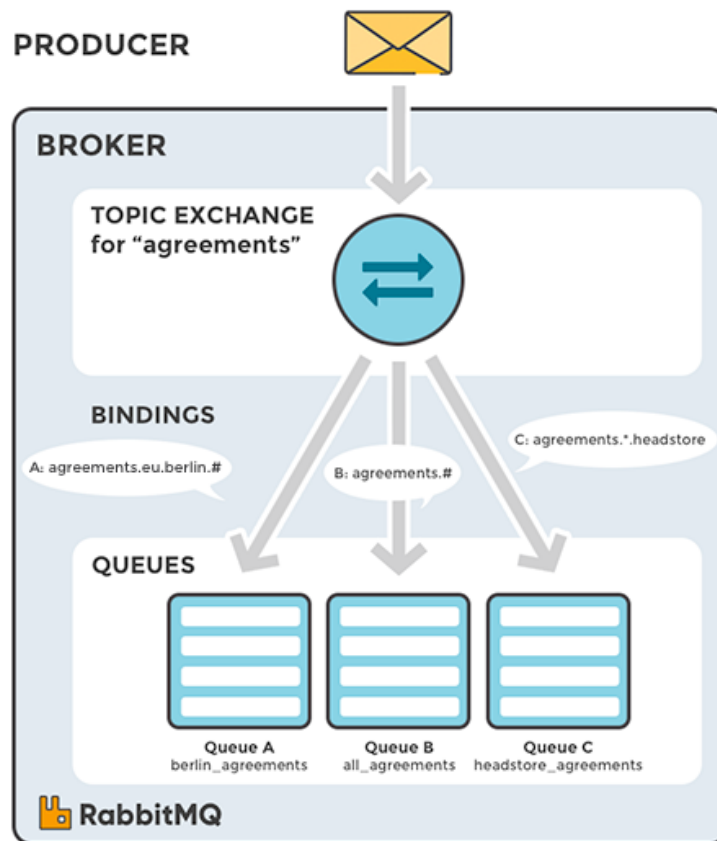 PRODUCER
BROKER
TOPIC EXCHANGE
for “agreements”
BINDINGS
C: agreements.*.headstore
A: agreements.eu.berlin.#
B: agreements.#
QUEUES
Queue A
berlin_agreements
Queue B
all_agreements
Queue C
headstore_agreements
RabbitMQ